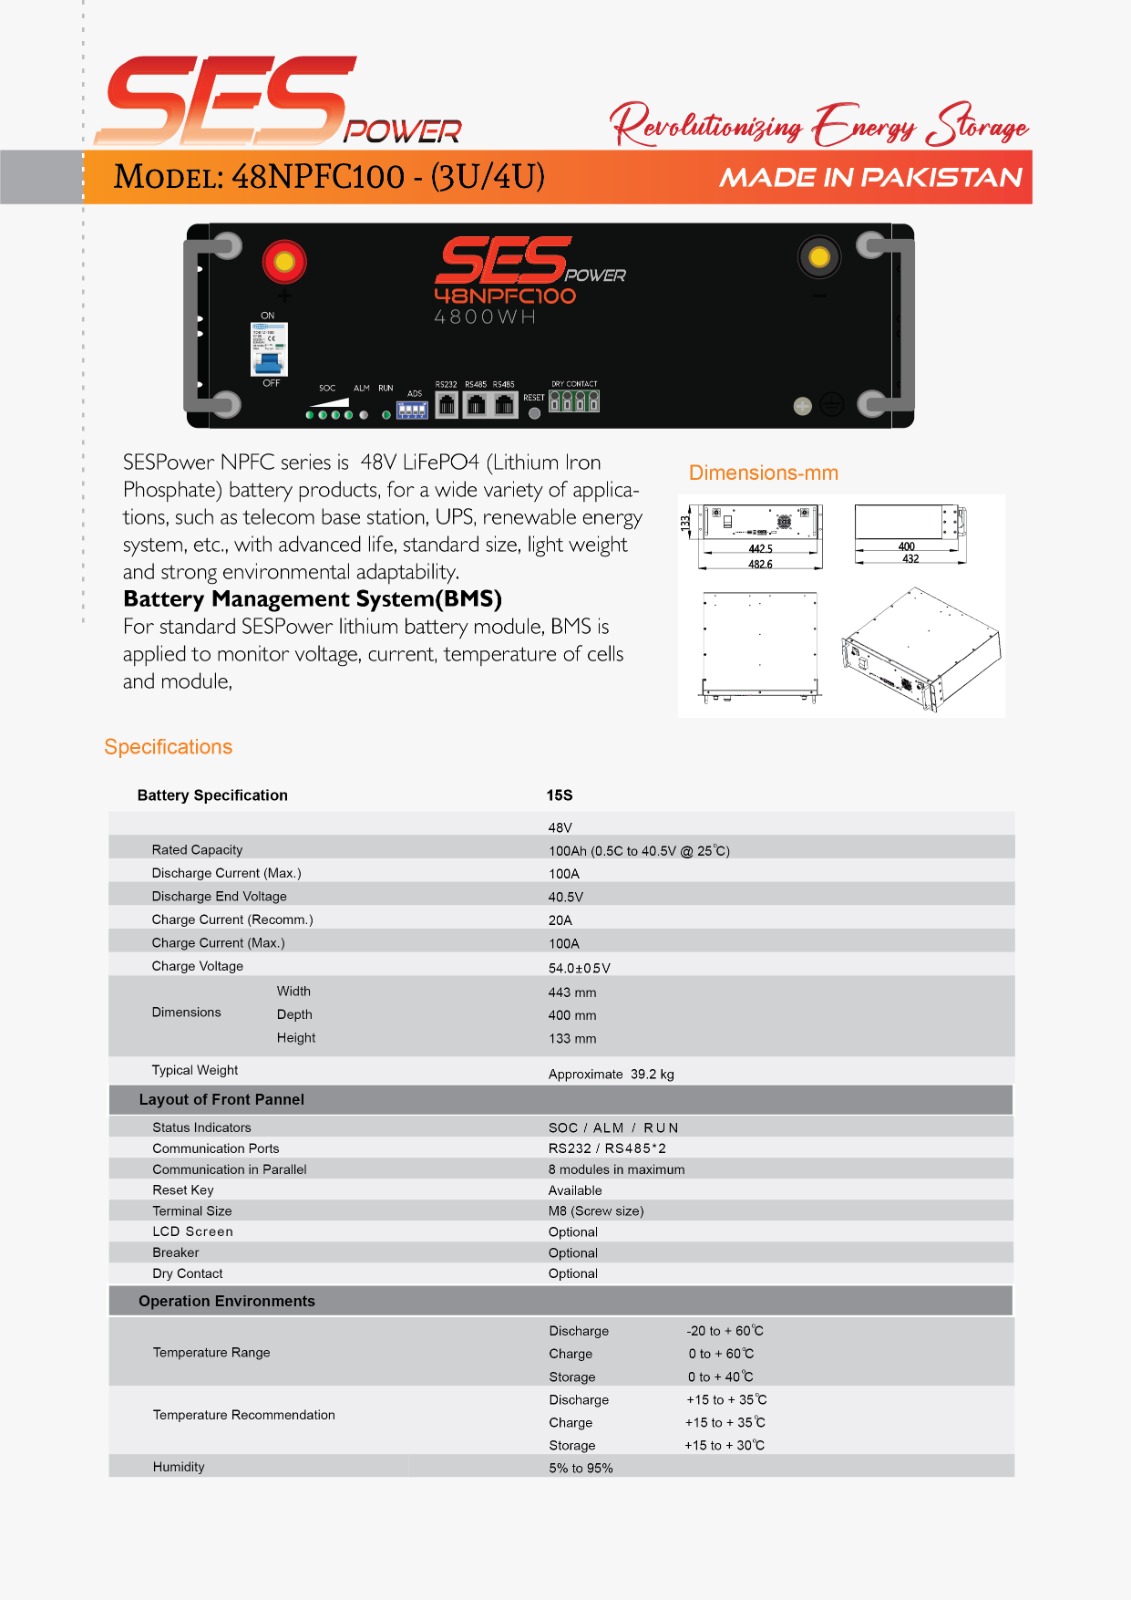 SES POWER
Revolutionizing Energy Storage
MODEL: 48NPFC100 - (3U/4U)
MADE IN PAKISTAN
SES POWER
48NPFC100
4800WH
+
-
ON
OFF
SOC ALM RUN ADS RS232 RS485 RS485 RESET DRY CONTACT
SESPower NPFC series is 48V LiFePO4 (Lithium Iron
Phosphate) battery products, for a wide variety of applica-
tions, such as telecom base station, UPS, renewable energy
system, etc., with advanced life, standard size, light weight
and strong environmental adaptability.
Battery Management System(BMS)
For standard SESPower lithium battery module, BMS is
applied to monitor voltage, current, temperature of cells
and module,
Dimensions-mm
133
442.5
482.6
400
432
Specifications
Battery Specification 15S
48V
Rated Capacity 100Ah (0.5C to 40.5V @ 25℃)
Discharge Current (Max.) 100A
Discharge End Voltage 40.5V
Charge Current (Recomm.) 20A
Charge Current (Max.) 100A
Charge Voltage 54.0±05V
Dimensions
Width 443 mm
Depth 400 mm
Height 133 mm
Typical Weight Approximate 39.2 kg
Layout of Front Pannel
Status Indicators SOC / ALM / RUN
Communication Ports RS232 / RS485*2
Communication in Parallel 8 modules in maximum
Reset Key Available
Terminal Size M8 (Screw size)
LCD Screen Optional
Breaker Optional
Dry Contact Optional
Operation Environments
Temperature Range
Discharge -20 to + 60℃
Charge 0 to + 60℃
Storage 0 to + 40℃
Temperature Recommendation
Discharge +15 to + 35℃
Charge +15 to + 35℃
Storage +15 to + 30℃
Humidity 5% to 95%